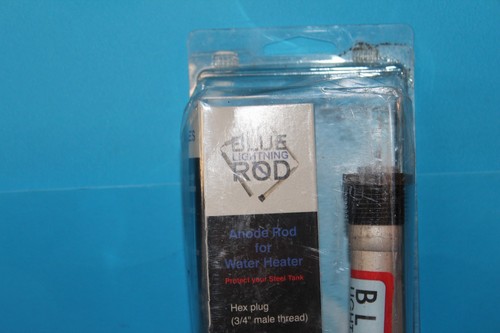 BLUE
LIGHTNING
ROD
Anode Rod
for
Water Heater
Protect your Steel Tank
Hex plug
(3/4" male thread)
BL
LIGHT